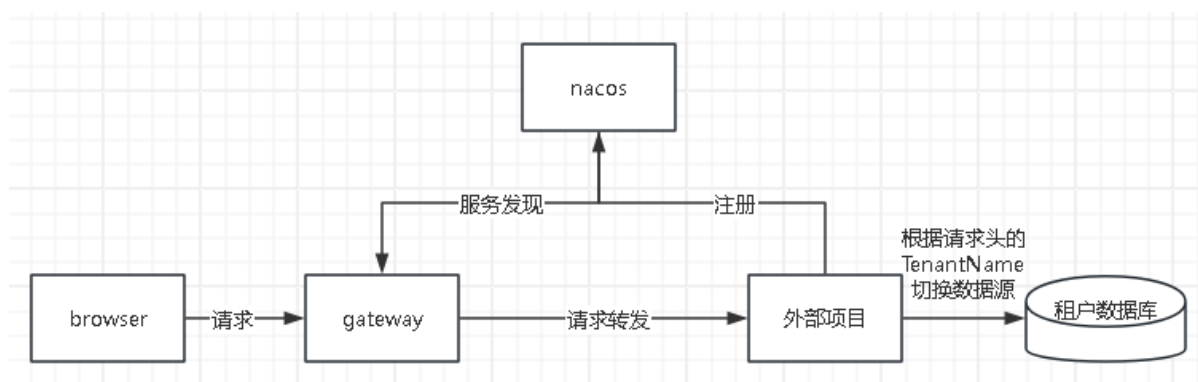 nacos
服务发现
注册
根据请求头的
TenantName
切换数据源
browser
请求
gateway
请求转发
外部项目
租户数据库